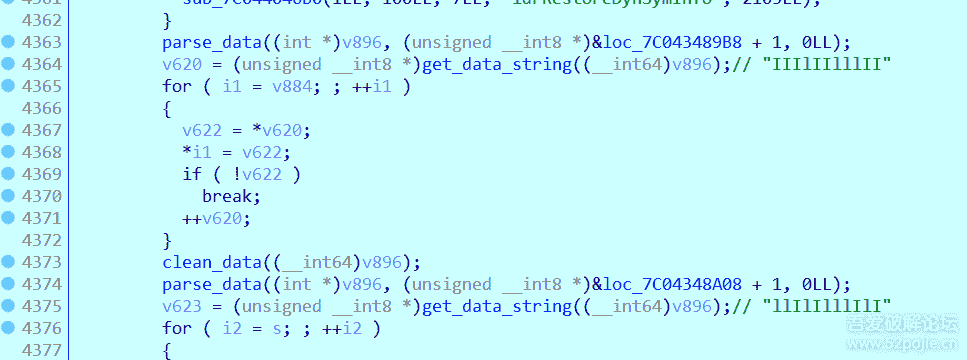 4362 }
4363 parse_data((int *)v896, (unsigned __int8 *)&loc_7C043489B8 + 1, 0LL);
4364 v620 = (unsigned __int8 *)get_data_string((__int64)v896);// "IIIlIIlllII"
4365 for ( i1 = v884; ; ++i1 )
4366 {
4367 v622 = *v620;
4368 *i1 = v622;
4369 if ( !v622 )
4370 break;
4371 ++v620;
4372 }
4373 clean_data((__int64)v896);
4374 parse_data((int *)v896, (unsigned __int8 *)&loc_7C04348A08 + 1, 0LL);
4375 v623 = (unsigned __int8 *)get_data_string((__int64)v896);// "llIlIlllIlI"
4376 for ( i2 = s; ; ++i2 )
4377 {
吾爱破解论坛
www.52pojie.cn